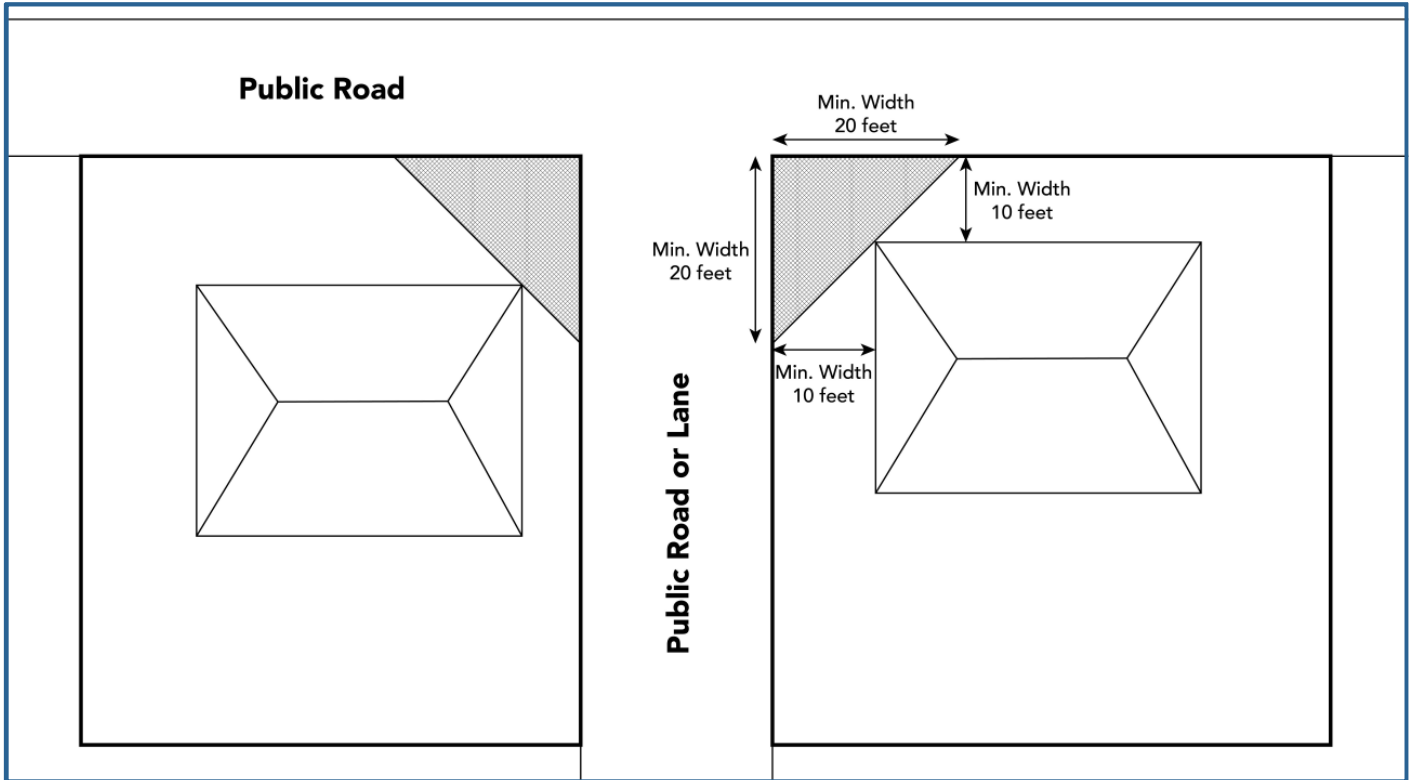 Public Road
Min. Width
20 feet
Min. Width
10 feet
Min. Width
20 feet
Min. Width
10 feet
Public Road or Lane